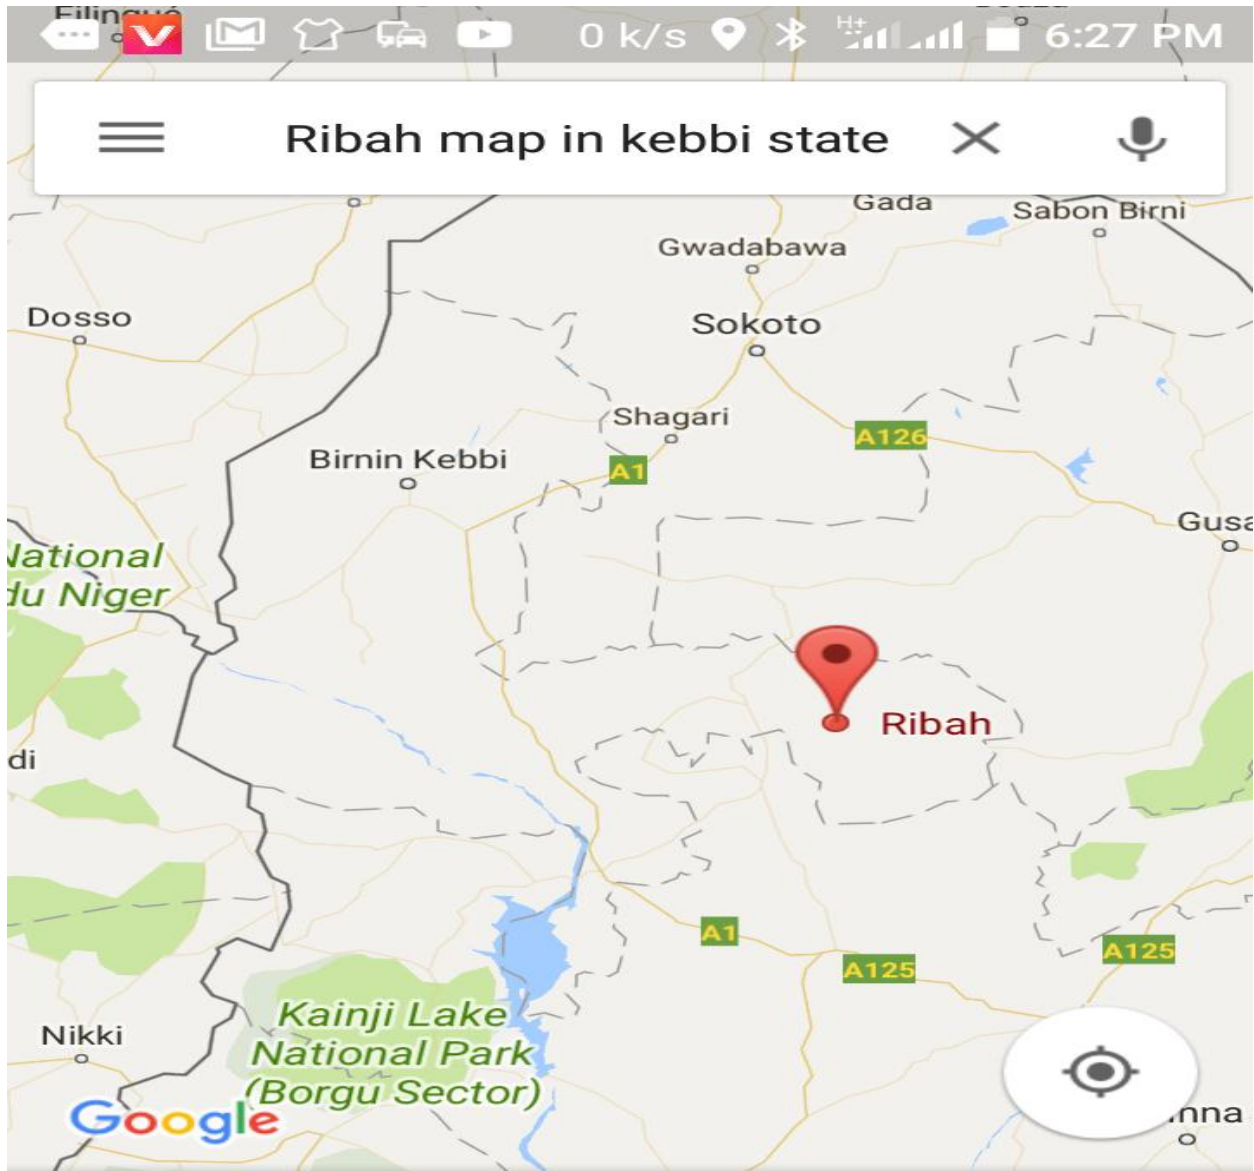 Filingué
0 k/s
H+
6:27 PM
Ribah map in kebbi state
Gada
Sabon Birni
Gwadabawa
Dosso
Sokoto
Shagari
A126
Birnin Kebbi
A1
Gusa
National
du Niger
Ribah
di
A1
A125
A125
Kainji Lake
National Park
(Borgu Sector)
Nikki
Google
nna